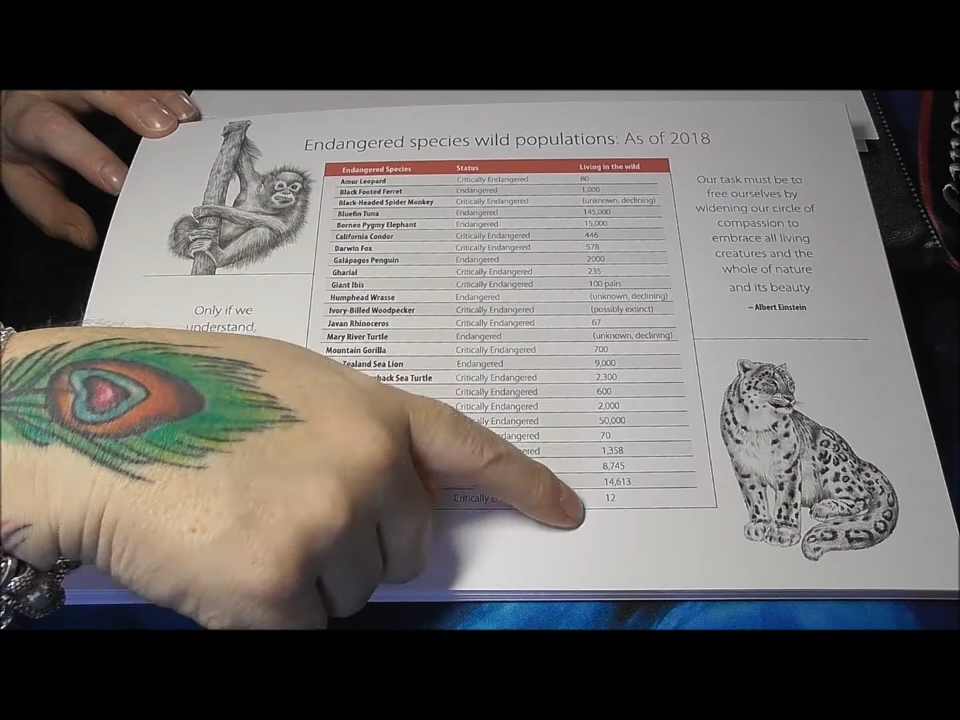 Endangered species wild populations: As of 2018
Endangered Species Status Living in the wild
Amur Leopard Critically Endangered 80
Black Footed Ferret Endangered 1,000
Black-Headed Spider Monkey Critically Endangered (unknown, declining)
Bluefin Tuna Endangered 145,000
Borneo Pygmy Elephant Endangered 15,000
California Condor Critically Endangered 446
Darwin Fox Critically Endangered 578
Galápagos Penguin Endangered 2000
Gharial Critically Endangered 235
Giant Ibis Critically Endangered 100 pairs
Humphead Wrasse Endangered (unknown, declining)
Ivory-Billed Woodpecker Critically Endangered (possibly extinct)
Javan Rhinoceros Critically Endangered 67
Mary River Turtle Endangered (unknown, declining)
Mountain Gorilla Critically Endangered 700
Zealand Sea Lion Endangered 9,000
Sea Turtle Critically Endangered 2,300
Critically Endangered 600
Critically Endangered 2,000
Endangered 50,000
70
1,358
8,745
14,613
Critically 12
Only if we
understand,
Our task must be to
free ourselves by
widening our circle of
compassion to
embrace all living
creatures and the
whole of nature
and its beauty.
– Albert Einstein